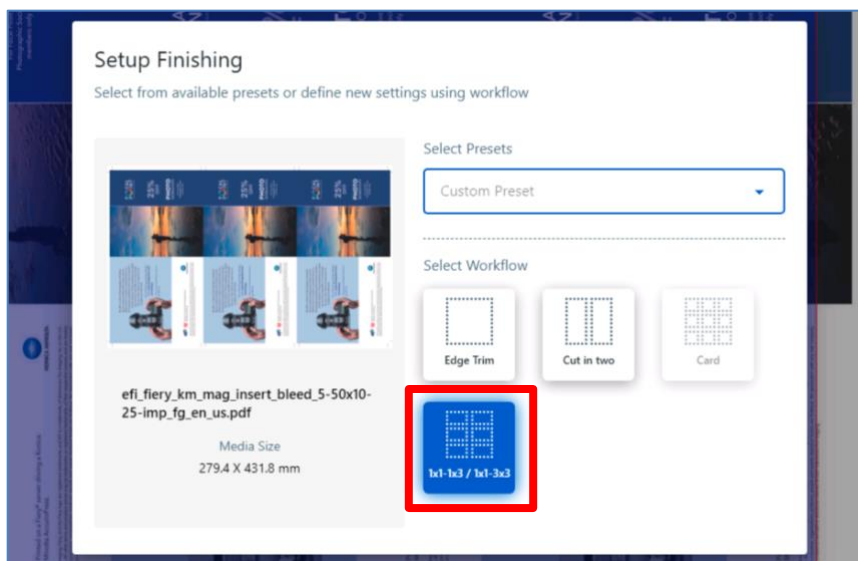 Setup Finishing
Select from available presets or define new settings using workflow
Select Presets
Custom Preset
Select Workflow
Edge Trim
Cut in two
Card
1x1-1x3 / 1x1-3x3
efi_fiery_km_mag_insert_bleed_5-50x10-
25-imp_fg_en_us.pdf
Media Size
279.4 X 431.8 mm